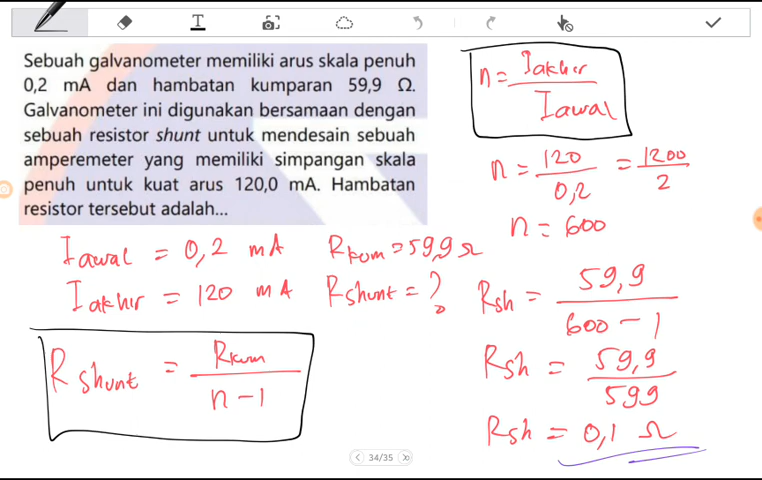 T
Sebuah galvanometer memiliki arus skala penuh
0,2 mA dan hambatan kumparan 59,9 Ω.
Galvanometer ini digunakan bersamaan dengan
sebuah resistor shunt untuk mendesain sebuah
amperemeter yang memiliki simpangan skala
penuh untuk kuat arus 120,0 mA. Hambatan
resistor tersebut adalah...
n = Iakhir / Iawal
n = 120 / 0,2 = 1200 / 2
n = 600
Iawal = 0,2 mA
Rkum = 59,9 Ω
Iakhir = 120 mA
Rshunt = ?
Rshunt = Rkum / n - 1
Rsh = 59,9 / 600 - 1
Rsh = 59,9 / 599
Rsh = 0,1 Ω
34/35